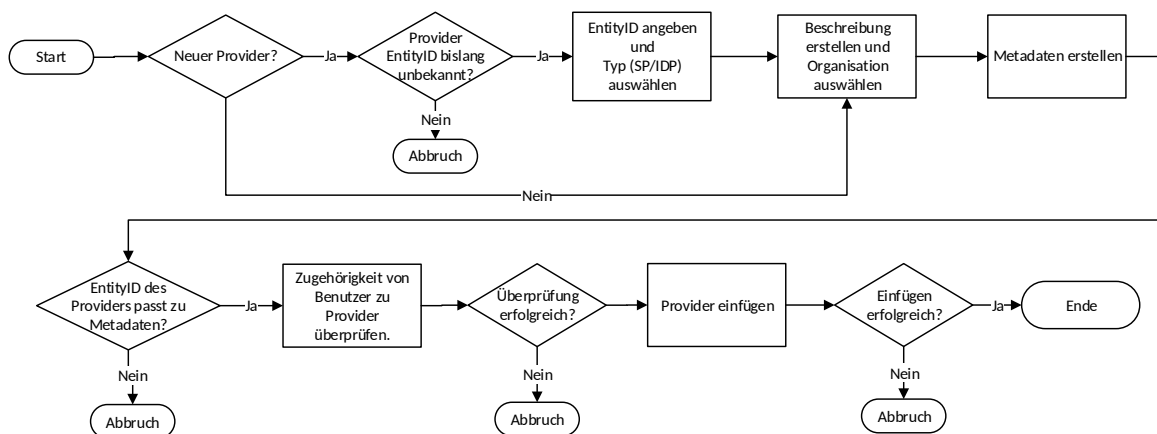 Start
Neuer Provider?
Ja
Provider
EntityID bislang
unbekannt?
Ja
EntityID angeben
und
Typ (SP/IDP)
auswählen
Beschreibung
erstellen und
Organisation
auswählen
Metadaten erstellen
Nein
Abbruch
Nein
EntityID des
Providers passt zu
Metadaten?
Ja
Zugehörigkeit von
Benutzer zu
Provider
überprüfen.
Überprüfung
erfolgreich?
Ja
Provider einfügen
Einfügen
erfolgreich?
Ja
Ende
Nein
Abbruch
Nein
Abbruch
Nein
Abbruch